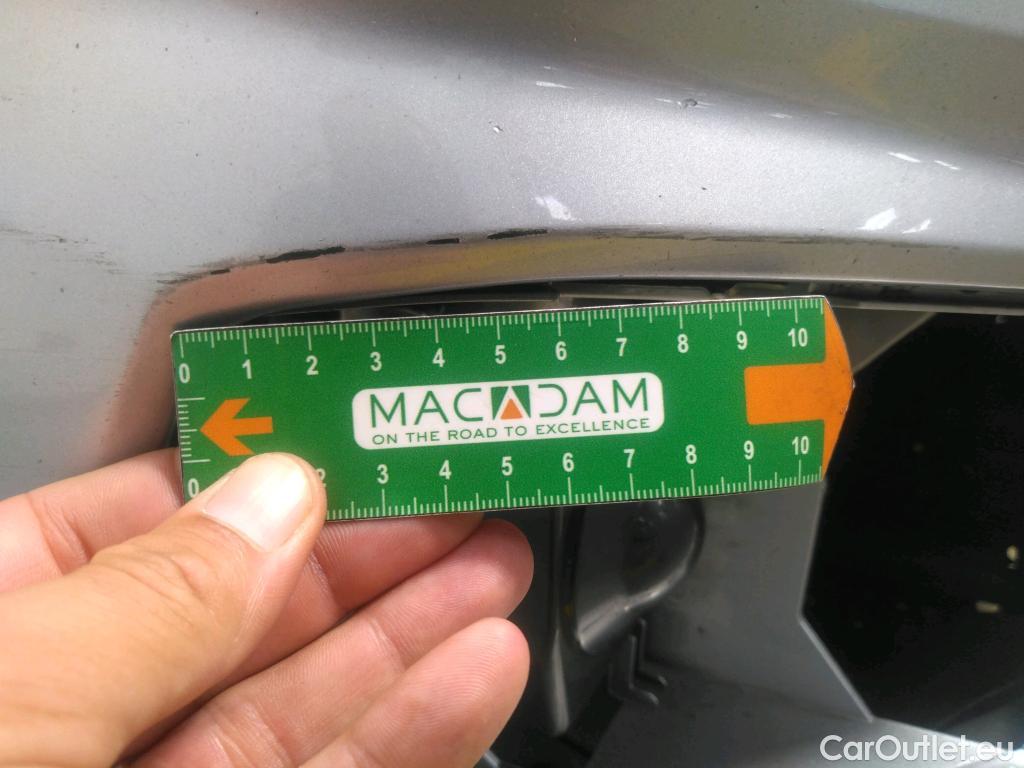 0 1 2 3 4 5 6 7 8 9 10
MACADAM
ON THE ROAD TO EXCELLENCE
0 2 3 4 5 6 7 8 9 10
CarOutlet.eu